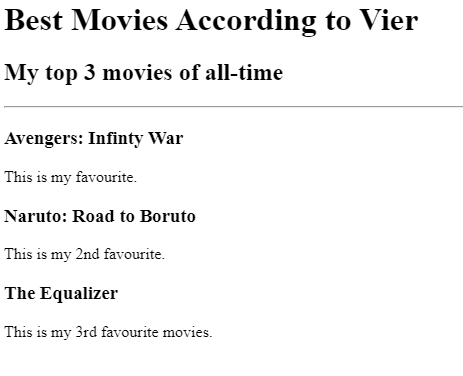 Best Movies According to Vier
My top 3 movies of all-time
Avengers: Infinty War
This is my favourite.
Naruto: Road to Boruto
This is my 2nd favourite.
The Equalizer
This is my 3rd favourite movies.